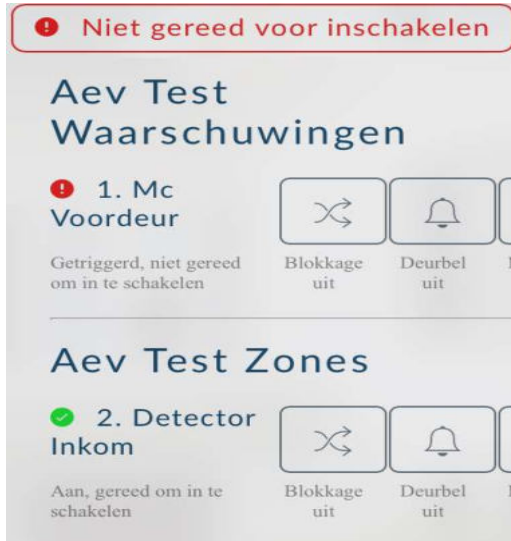 Niet gereed voor inschakelen
Aev Test
Waarschuwingen
1. Mc
Voordeur
Getriggerd, niet gereed
om in te schakelen
Blokkage
uit
Deurbel
uit
Aev Test Zones
2. Detector
Inkom
Aan, gereed om in te
schakelen
Blokkage
uit
Deurbel
uit